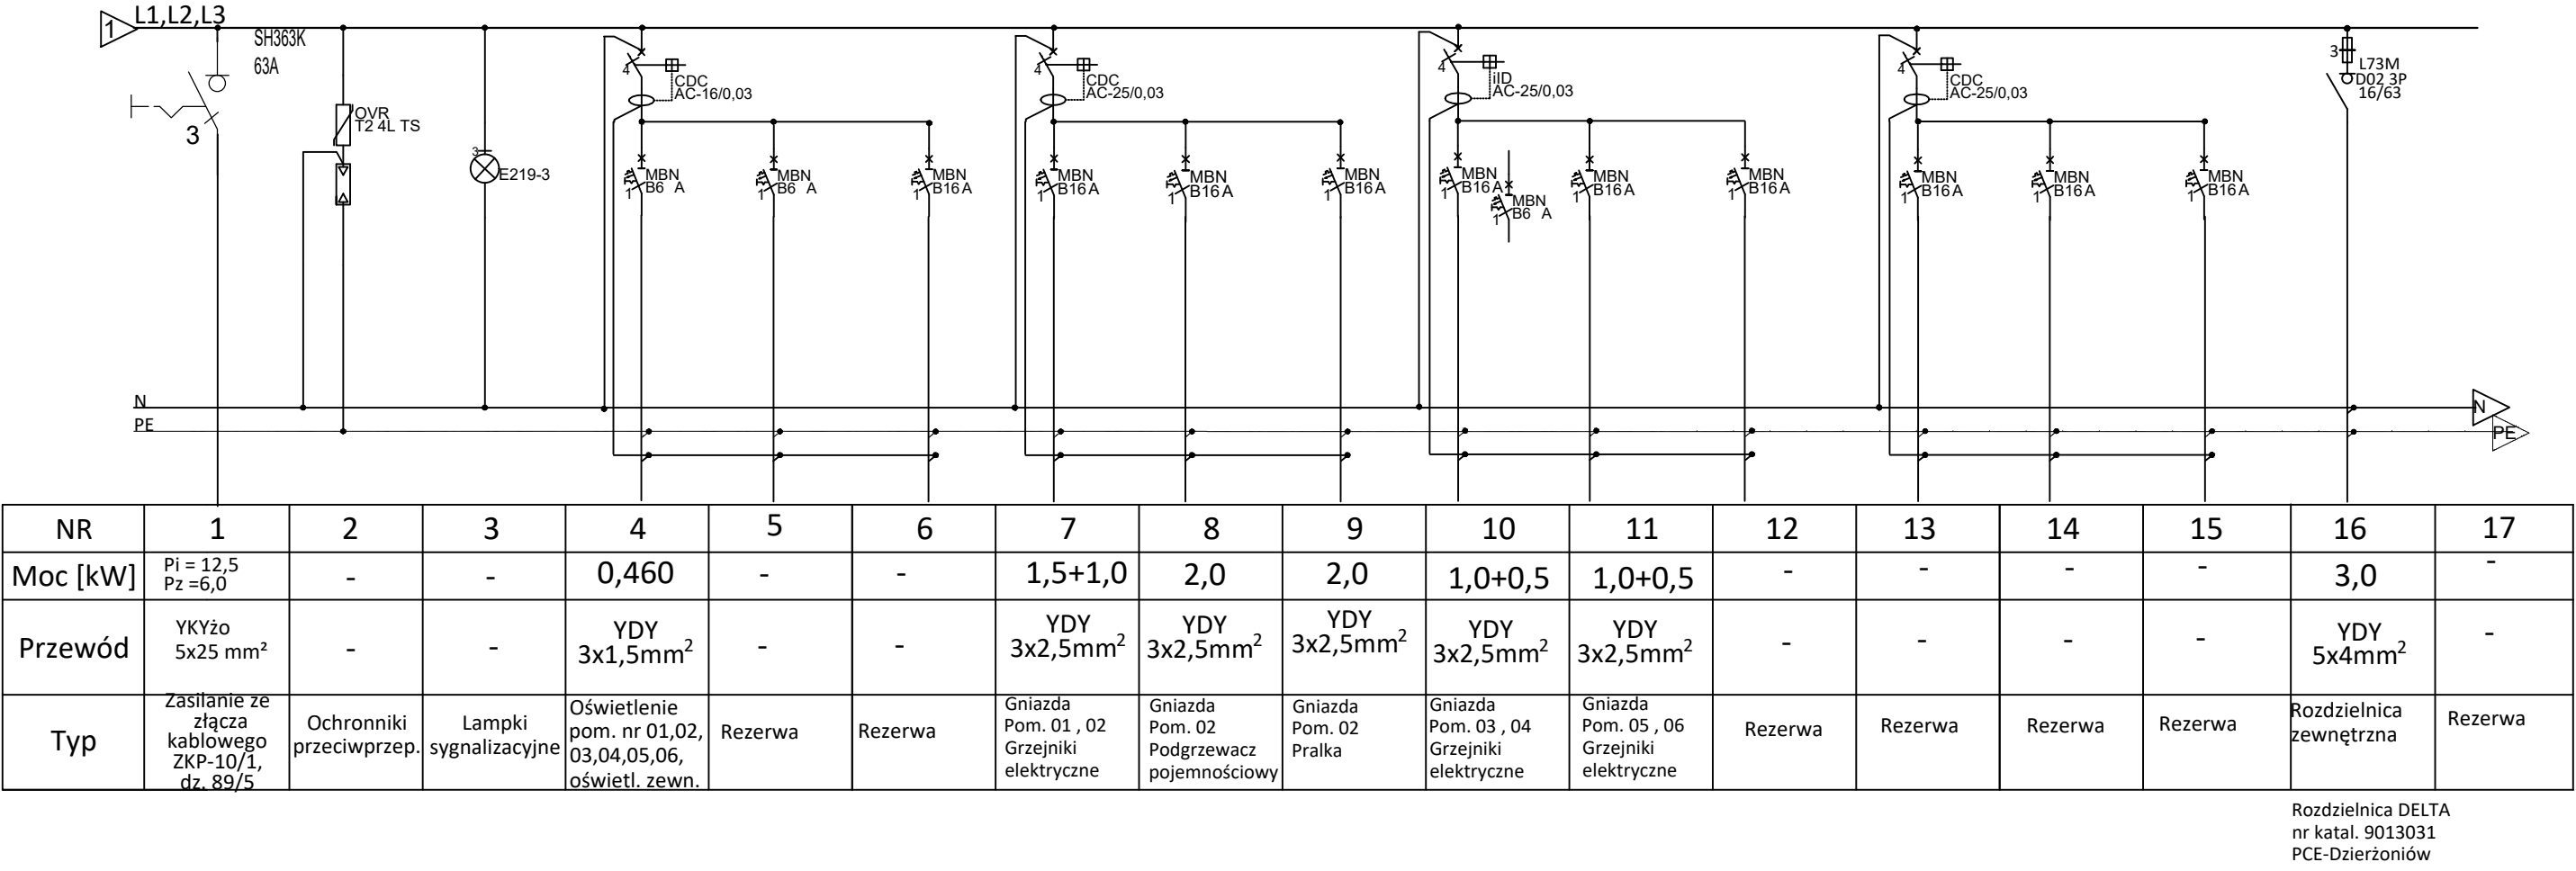 1
L1,L2,L3
SH363K
63A
3
OVR
T2 4L TS
3
E219-3
4
CDC
AC-16/0,03
MBN
B6 A
1
MBN
B6 A
1
MBN
B16A
1
4
CDC
AC-25/0,03
MBN
B16A
1
MBN
B16A
1
MBN
B16A
1
4
iID
AC-25/0,03
MBN
B16A
1
MBN
B6 A
1
MBN
B16A
1
MBN
B16A
1
4
CDC
AC-25/0,03
MBN
B16A
1
MBN
B16A
1
MBN
B16A
1
3
L73M
D02 3P
16/63
N
PE
N
PE
NR 1 2 3 4 5 6 7 8 9 10 11 12 13 14 15 16 17
Moc [kW]
Pi = 12,5
Pz =6,0
- - 0,460 - - 1,5+1,0 2,0 2,0 1,0+0,5 1,0+0,5 - - - - 3,0 -
Przewód
YKYżo
5x25 mm²
-
-
YDY
3x1,5mm²
-
-
YDY
3x2,5mm²
YDY
3x2,5mm²
YDY
3x2,5mm²
YDY
3x2,5mm²
YDY
3x2,5mm²
-
-
-
-
YDY
5x4mm²
-
Typ
Zasilanie ze
złącza
kablowego
ZKP-10/1,
dz. 89/5
Ochronniki
przeciwprzep.
Lampki
sygnalizacyjne
Oświetlenie
pom. nr 01,02,
03,04,05,06,
oświetl. zewn.
Rezerwa
Rezerwa
Gniazda
Pom. 01 , 02
Grzejniki
elektryczne
Gniazda
Pom. 02
Podgrzewacz
pojemnościowy
Gniazda
Pom. 02
Pralka
Gniazda
Pom. 03 , 04
Grzejniki
elektryczne
Gniazda
Pom. 05 , 06
Grzejniki
elektryczne
Rezerwa
Rezerwa
Rezerwa
Rezerwa
Rozdzielnica
zewnętrzna
Rezerwa
Rozdzielnica DELTA
nr katal. 9013031
PCE-Dzierżoniów